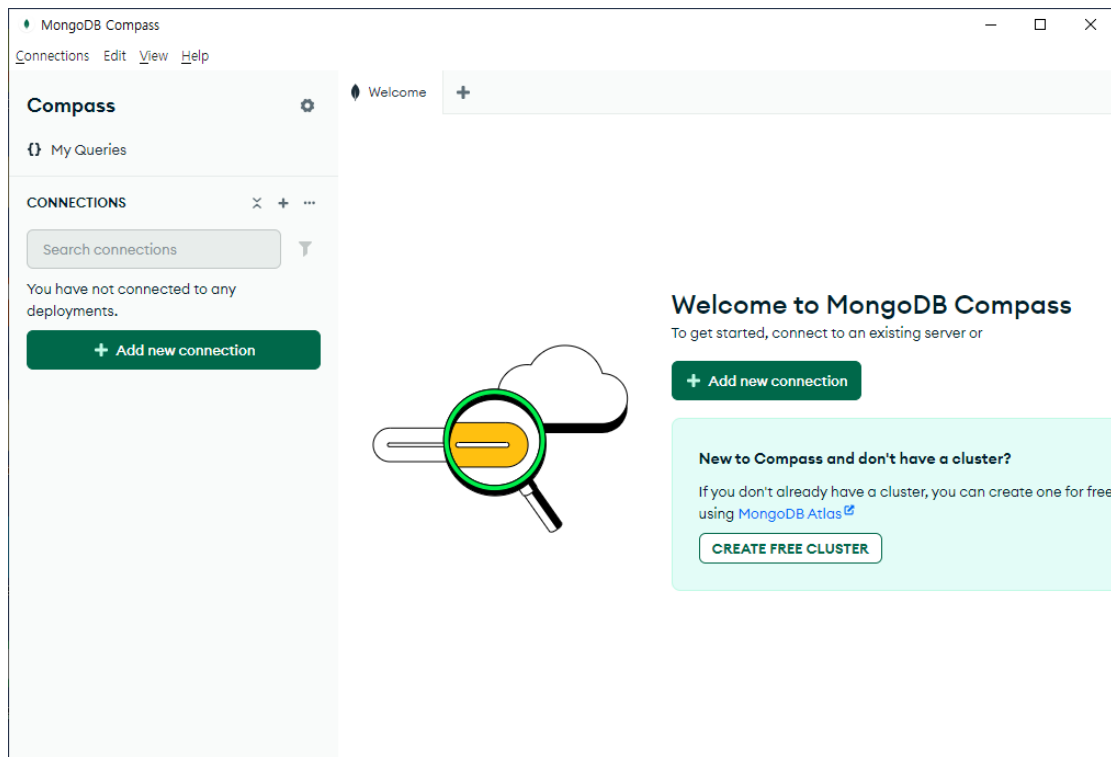 MongoDB Compass
Connections Edit View Help
Compass
Welcome
{} My Queries
CONNECTIONS
Search connections
You have not connected to any
deployments.
Add new connection
Welcome to MongoDB Compass
To get started, connect to an existing server or
Add new connection
New to Compass and don't have a cluster?
If you don't already have a cluster, you can create one for free
using MongoDB Atlas
CREATE FREE CLUSTER